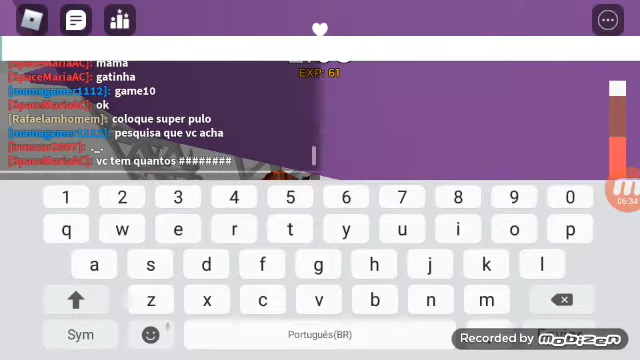 [SpaceMariaAC]: mama
[SpaceMariaAC]: gatinha
EXP: 61
[mamagamer1112]: game10
[SpaceMariaAC]: ok
[Rafaelamhomem]: coloque super pulo
[mamagamer1112]: pesquisa que vc acha
[irmscar2007]: ._.
[SpaceMariaAC]: vc tem quantos ########
1 2 3 4 5 6 7 8 9 0
06:34
q w e r t y u i o p
a s d f g h j k l
z x c v b n m
Sym
Português(BR)
Recorded by mobizen